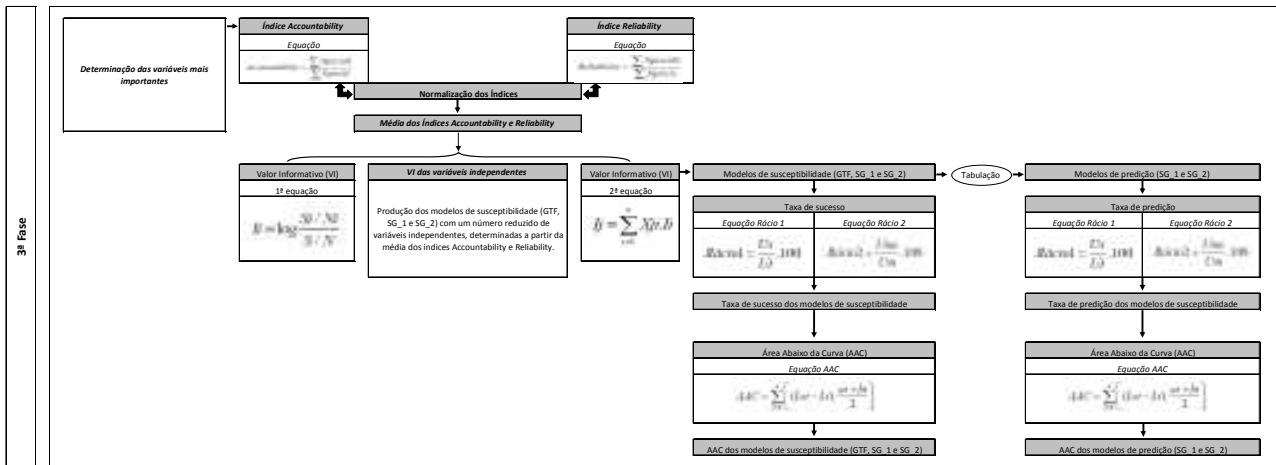 3ª Fase
Determinação das variáveis mais
importantes
Índice Accountability
Equação
Índice Reliability
Equação
Normalização dos Índices
Média dos Índices Accountability e Reliability
Valor Informativo (VI)
1ª equação
VI das variáveis independentes
Produção dos modelos de susceptibilidade (GTF,
SG_1 e SG_2) com um número reduzido de
variáveis independentes, determinadas a partir da
média dos índices Accountability e Reliability.
Valor Informativo (VI)
2ª equação
Modelos de susceptibilidade (GTF, SG_1 e SG_2)
Taxa de sucesso
Equação Rácio 1
Equação Rácio 2
Taxa de sucesso dos modelos de susceptibilidade
Área Abaixo da Curva (AAC)
Equação AAC
AAC dos modelos de susceptibilidade (GTF, SG_1 e SG_2)
Tabulação
Modelos de predição (SG_1 e SG_2)
Taxa de predição
Equação Rácio 1
Equação Rácio 2
Taxa de predição dos modelos de susceptibilidade
Área Abaixo da Curva (AAC)
Equação AAC
AAC dos modelos de predição (SG_1 e SG_2)